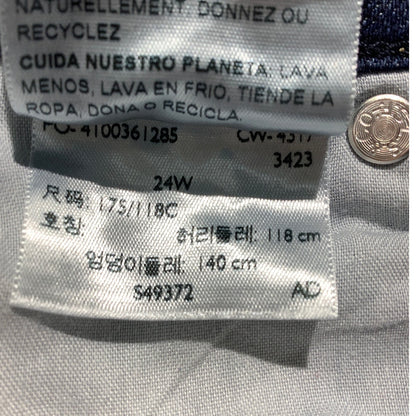 NATURELLEMENT, DONNEZ OU
RECYCLEZ
CUIDA NUESTRO PLANETA, LAVA
MENOS, LAVA EN FRIO, TIENDE LA
ROPA, DONA O RECICLA.
PO- 4100361285 CW-4317
3423
24W
尺码: 175/118C
호칭: 허리둘레: 118 cm
엉덩이둘레: 140 cm
S49372 AD